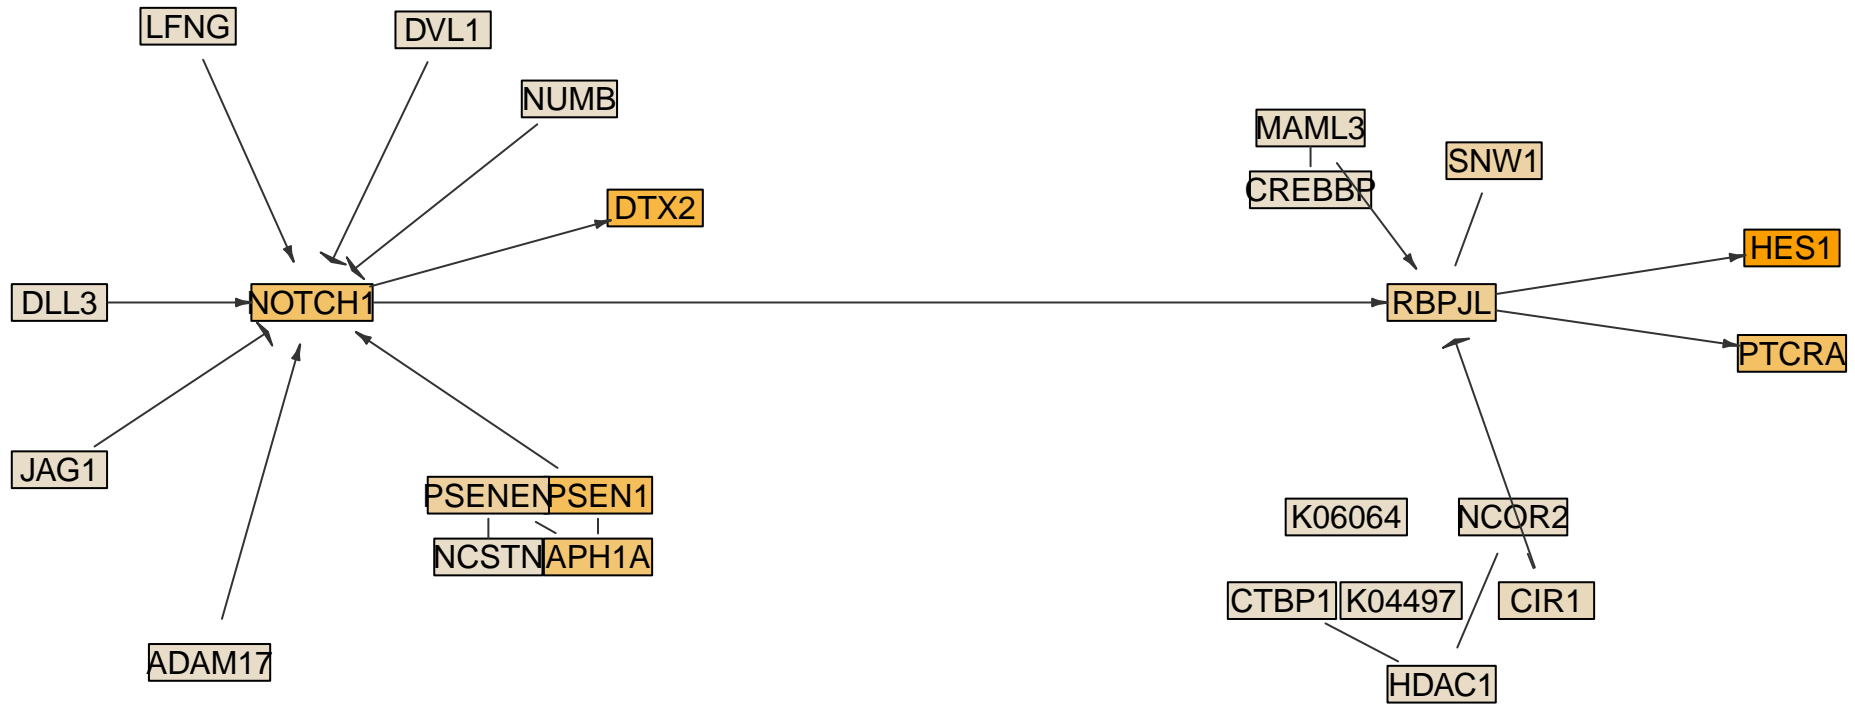 LFNG
DVL1
NUMB
MAML3
SNW1
CREBBP
DTX2
HES1
DLL3
NOTCH1
RBPJL
PTCRA
JAG1
PSENEN
PSEN1
K06064
NCOR2
NCSTN
APH1A
CTBP1
K04497
CIR1
ADAM17
HDAC1